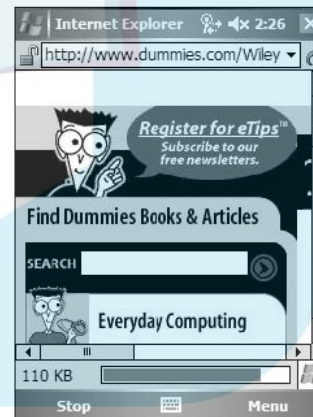 Internet Explorer 2:26
http://www.dummies.com/Wiley
Register for eTips™
Subscribe to our
free newsletters.
Find Dummies Books & Articles
SEARCH
Everyday Computing
110 KB
Stop Menu